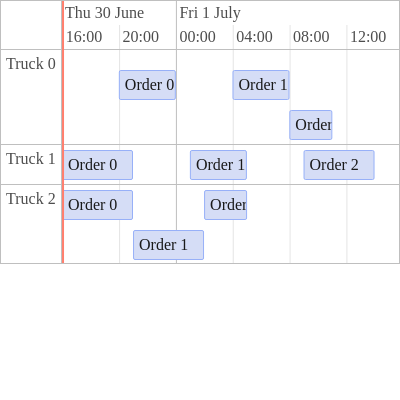 Thu 30 June Fri 1 July
16:00 20:00 00:00 04:00 08:00 12:00
Truck 0
Order 0 Order 1
Order
Truck 1 Order 0 Order 1 Order 2
Truck 2 Order 0 Order
Order 1